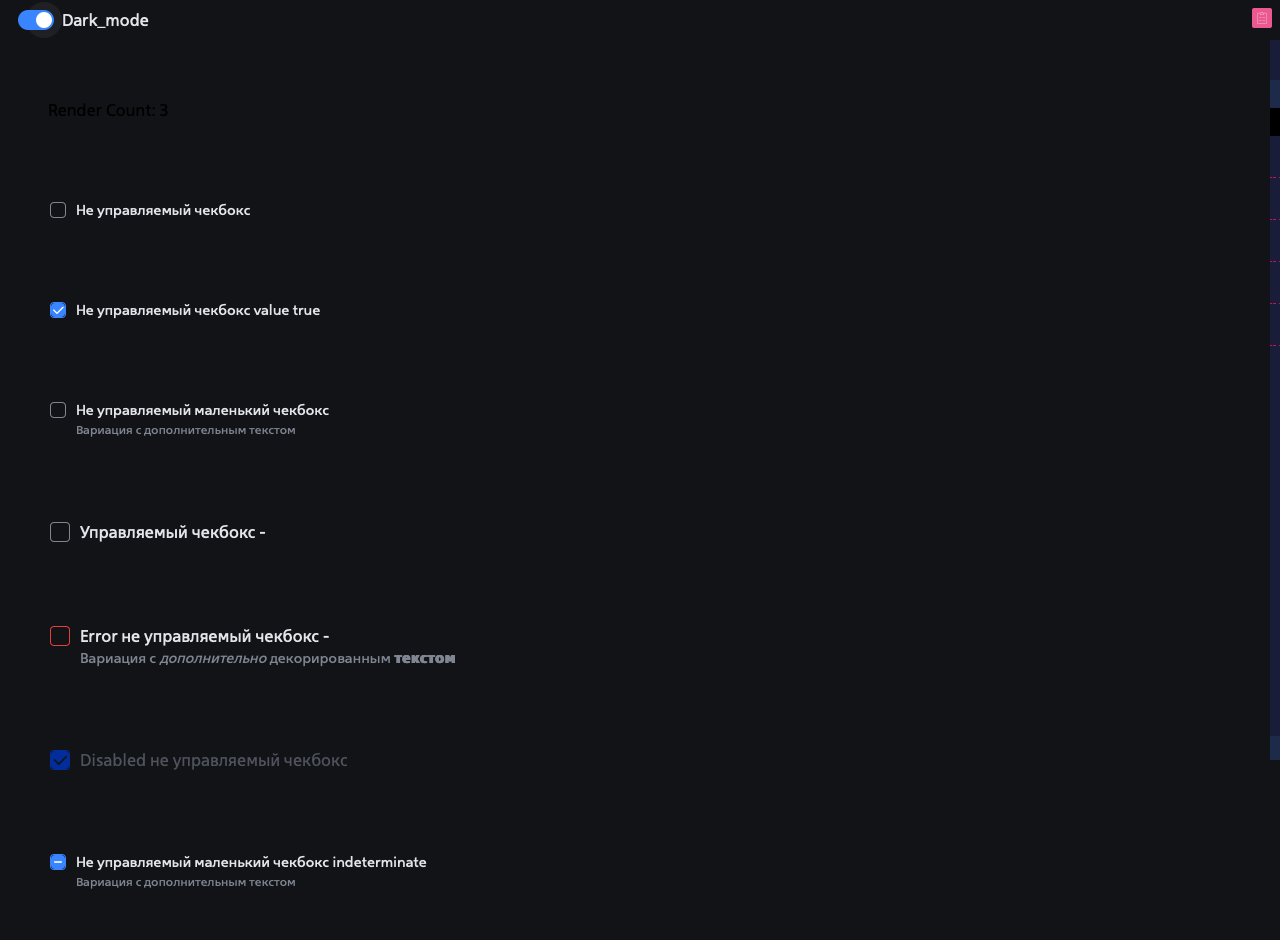 Dark_mode
Render Count: 3
Не управляемый чекбокс
Не управляемый чекбокс value true
Не управляемый маленький чекбокс
Вариация с дополнительным текстом
Управляемый чекбокс -
Error не управляемый чекбокс -
Вариация с дополнительно декорированным текстом
Disabled не управляемый чекбокс
Не управляемый маленький чекбокс indeterminate
Вариация с дополнительным текстом